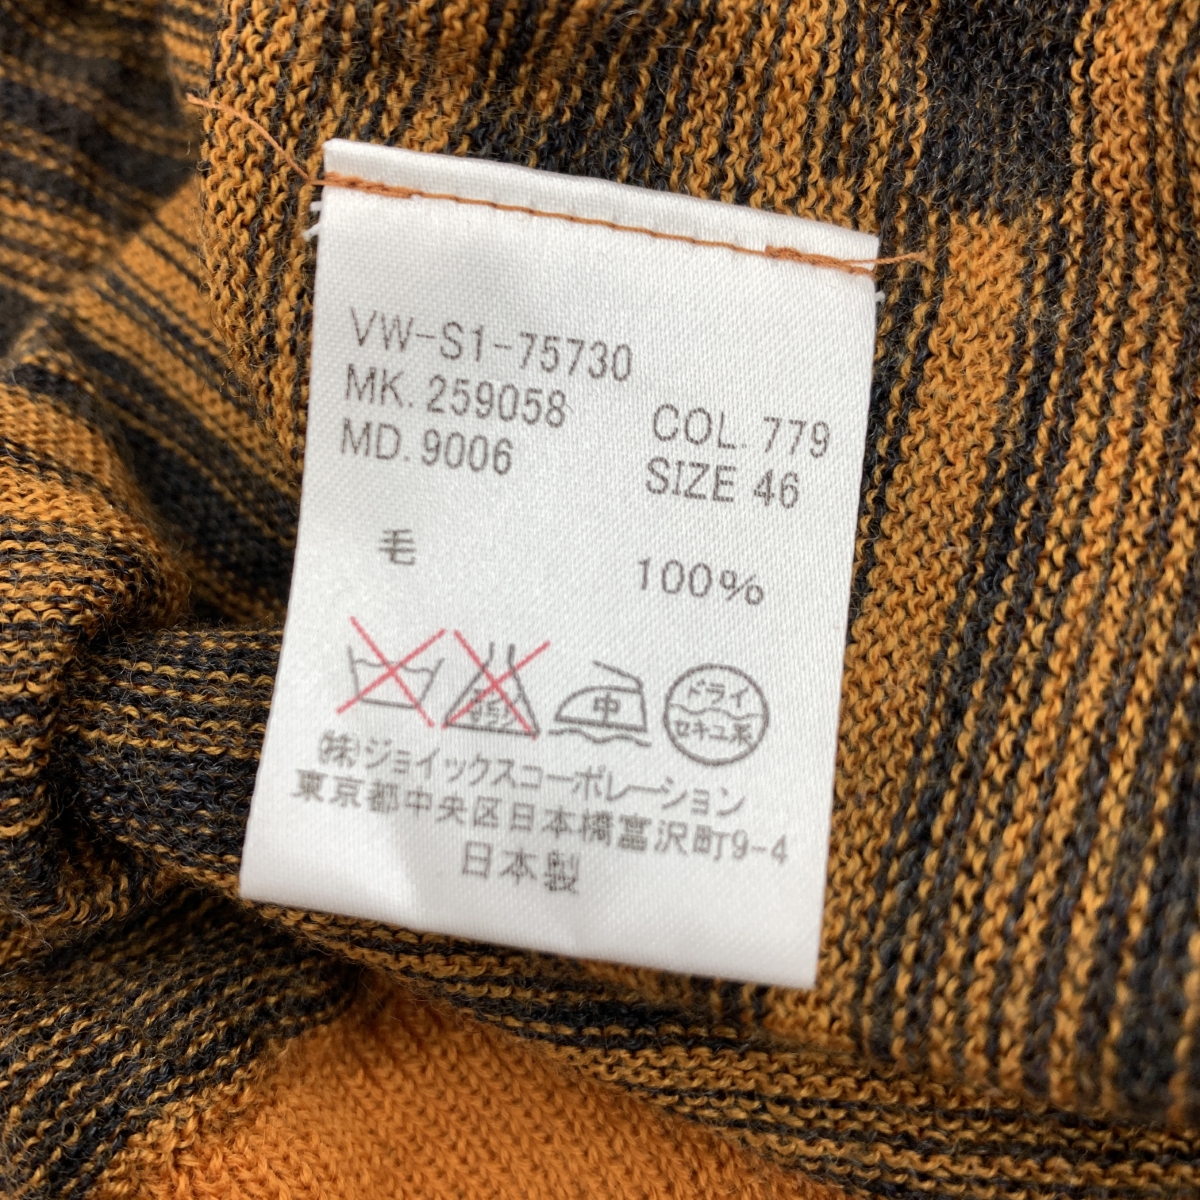 VW-S1-75730
MK. 259058 COL. 779
MD. 9006 SIZE 46
毛 100%
中 ドライ
セキユ系
㈱ジョイックスコーポレーション
東京都中央区日本橋富沢町9-4
日本製